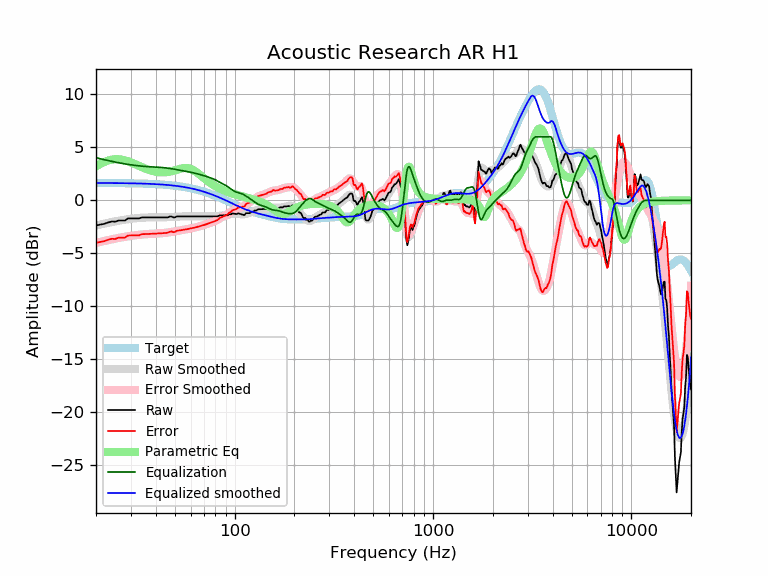 Acoustic Research AR H1
Amplitude (dBr)
10
5
0
−5
−10
−15
−20
−25
Target
Raw Smoothed
Error Smoothed
Raw
Error
Parametric Eq
Equalization
Equalized smoothed
100
1000
10000
Frequency (Hz)